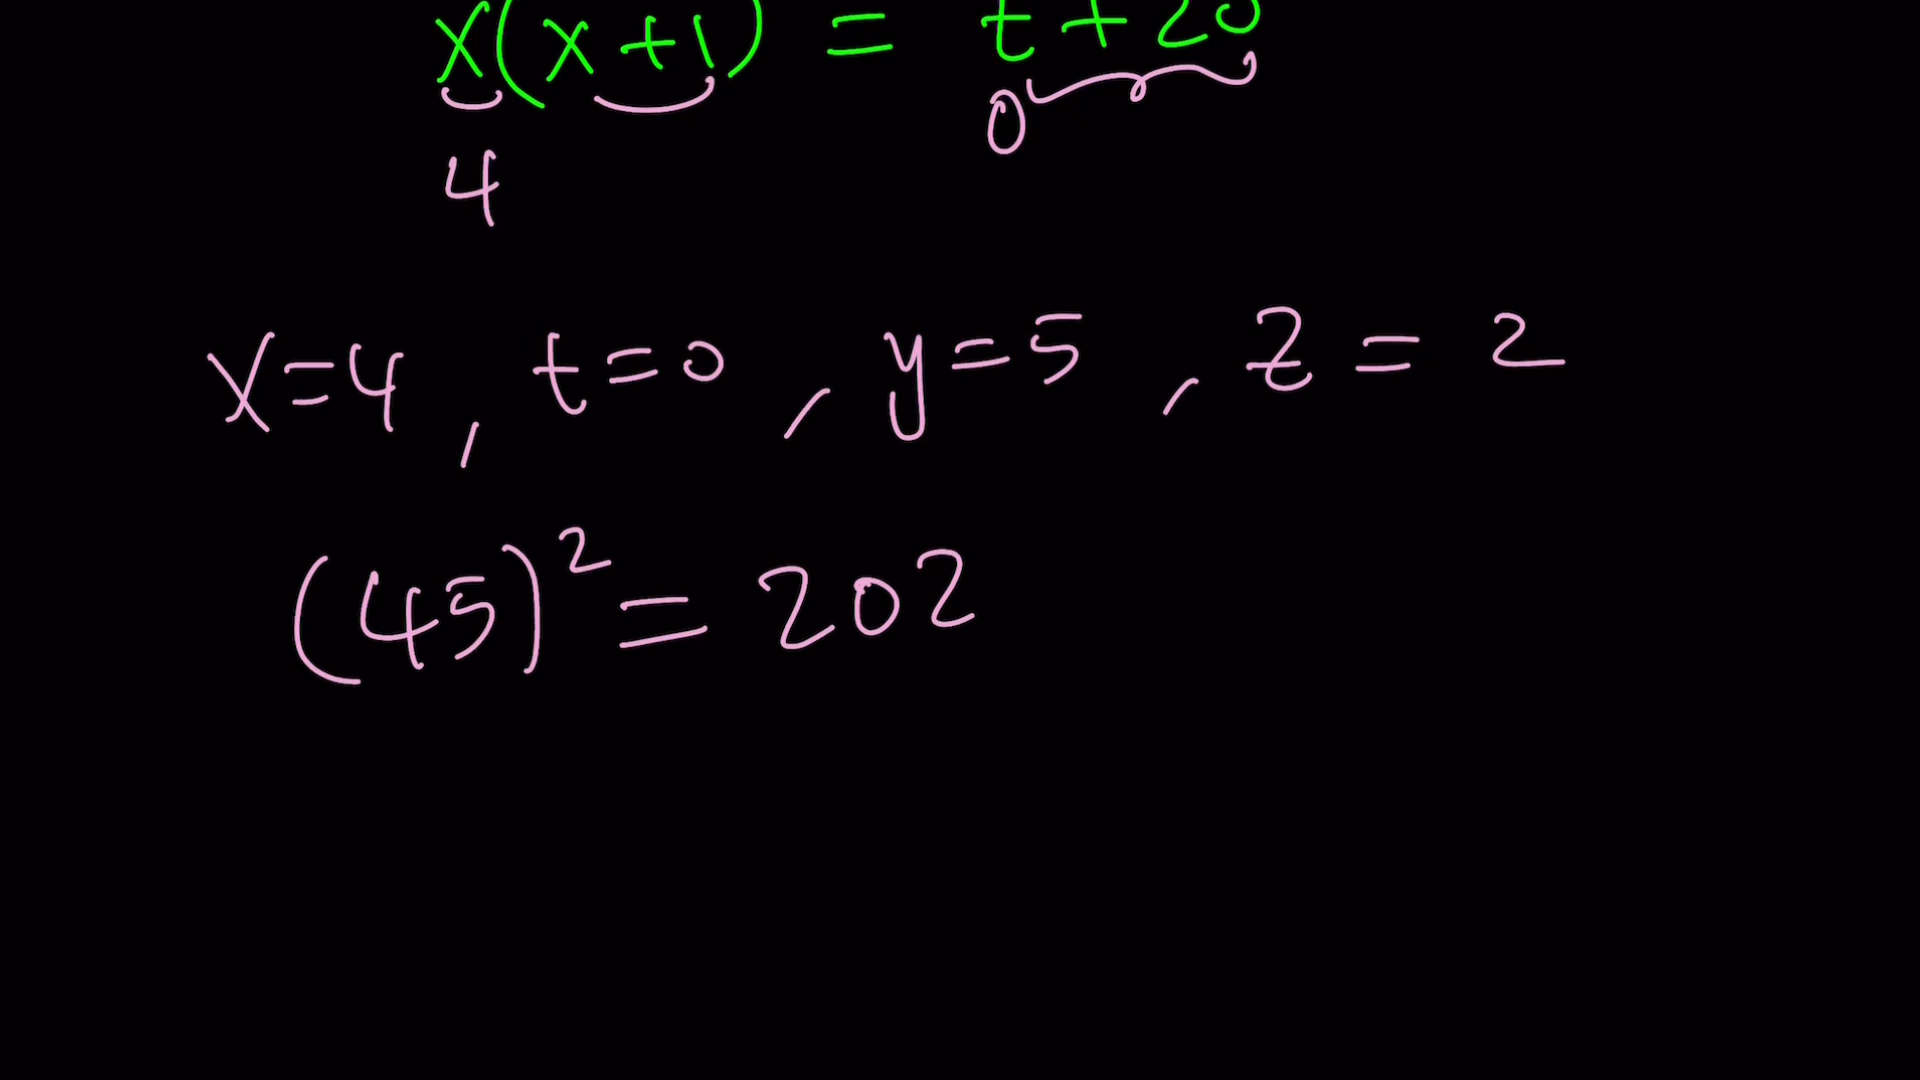 x(x+1) = t+20
0
4
x=4, t=0, y=5, z=2
(45)²=202